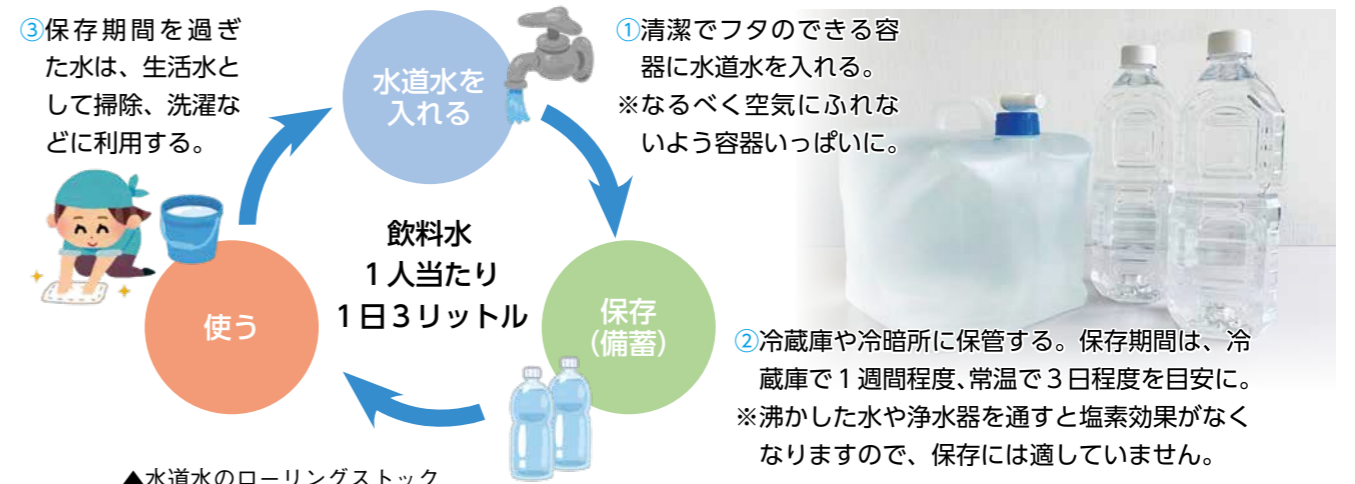 ①清潔でフタのできる容
器に水道水を入れる。
※なるべく空気にふれな
いよう容器いっぱいに。
②冷蔵庫や冷暗所に保管する。保存期間は、冷
蔵庫で１週間程度、常温で３日程度を目安に。
※沸かした水や浄水器を通すと塩素効果がなく
なりますので、保存には適していません。
③保存期間を過ぎ
た水は、生活水と
して掃除、洗濯な
どに利用する。
水道水を
入れる
保存
（備蓄）
使う
飲料水
１人当たり
１日３リットル
▲水道水のローリングストック